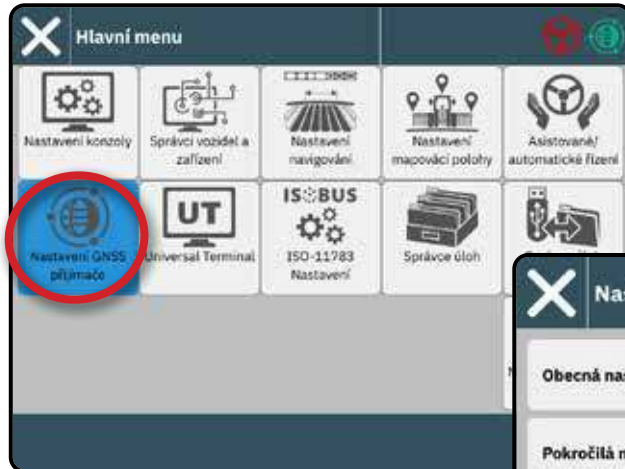 Hlavní menu
Nastavení konzoly
Správci vozidel a
zařízení
Nastavení
navigování
Nastavení
mapovací polohy
Asistované/
automatické řízení
Nastavení GNSS
přijímače
UT
Universal Terminal
ISOBUS
ISO-11783
Nastavení
Správce úloh
Na
Obecná na
Pokročilá n